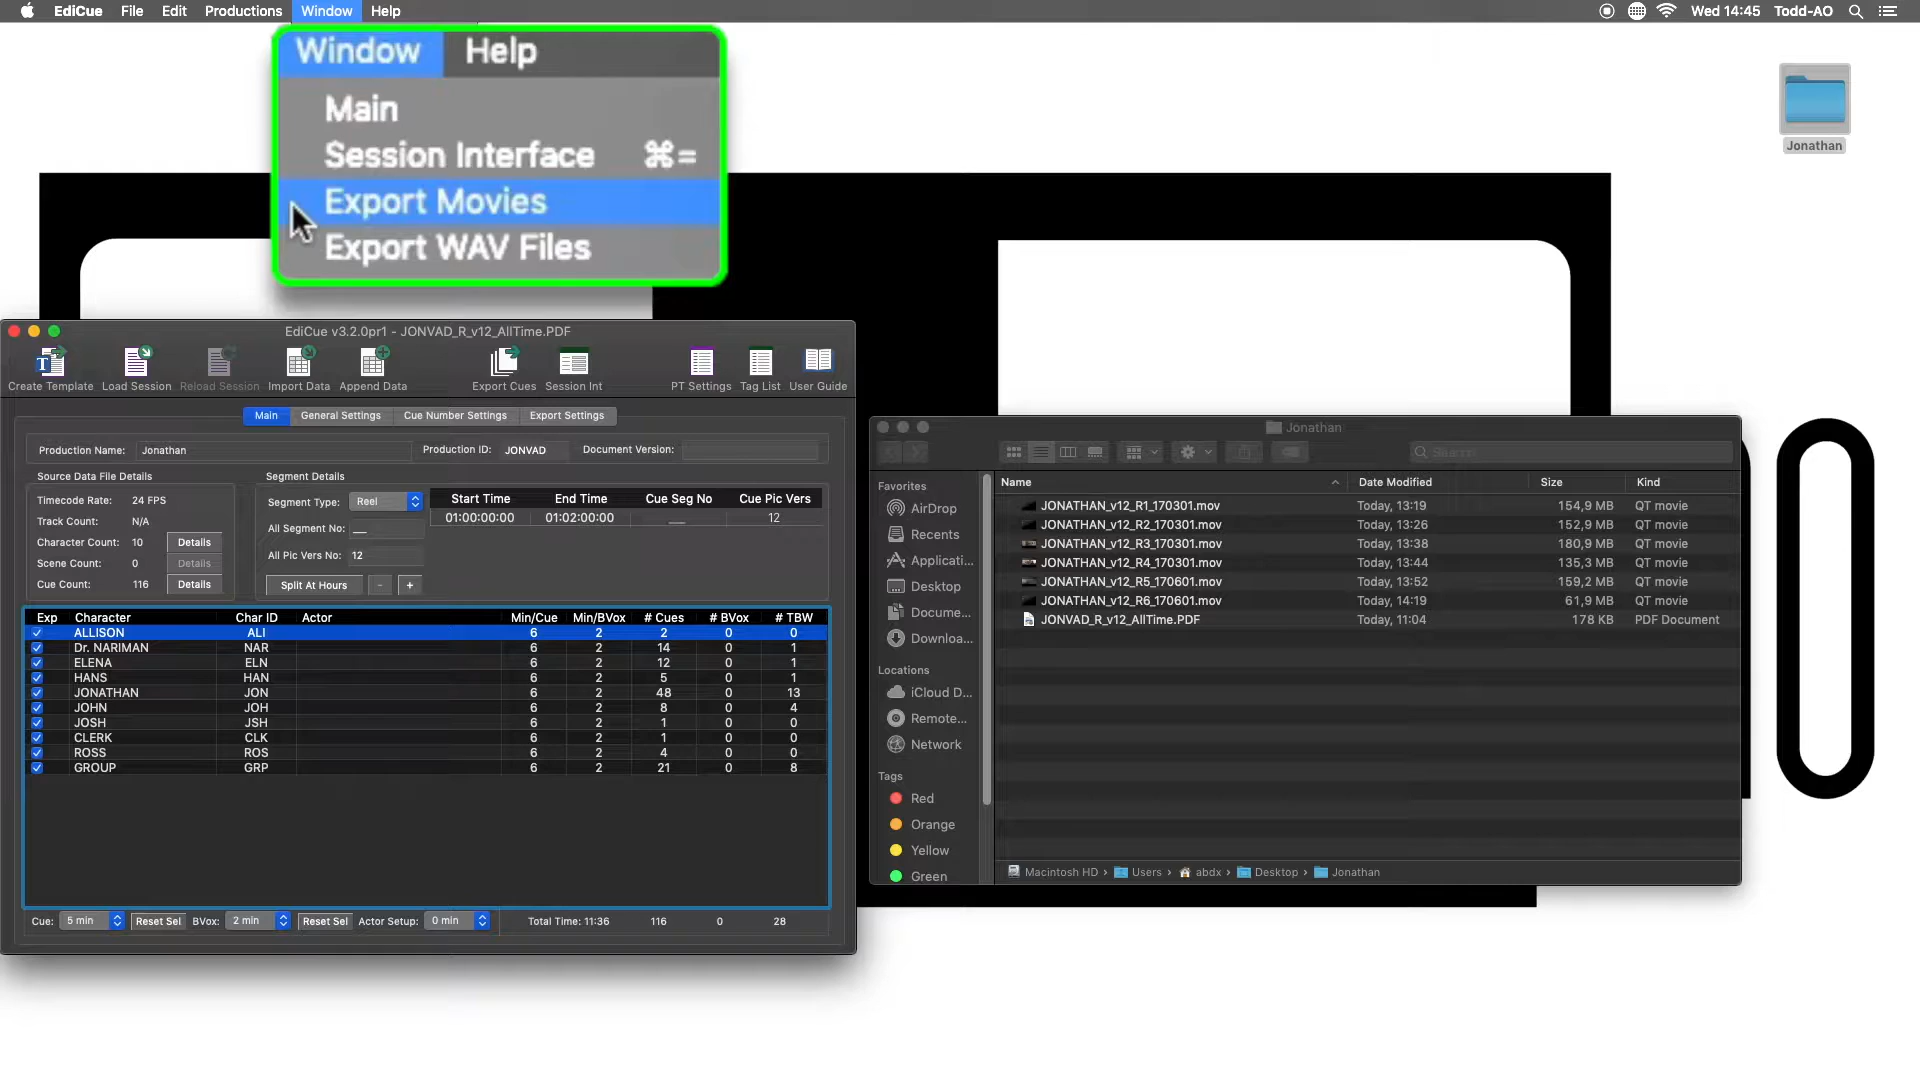 EdiCue File Edit Productions Window Help
Wed 14:45 Todd-AO
Window Help
Main
Session Interface ⌘=
Export Movies
Export WAV Files
Jonathan
EdiCue v3.2.0pr1 - JONVAD_R_v12_AllTime.PDF
Create Template Load Session Reload Session Import Data Append Data Export Cues Session Int PT Settings Tag List User Guide
Main General Settings Cue Number Settings Export Settings
Production Name: Jonathan Production ID: JONVAD Document Version:
Source Data File Details
Timecode Rate: 24 FPS
Track Count: N/A
Character Count: 10 Details
Scene Count: 0 Details
Cue Count: 116 Details
Segment Details
Segment Type: Reel
All Segment No: __
All Pic Vers No: 12
Split At Hours - +
Start Time End Time Cue Seg No Cue Pic Vers
01:00:00:00 01:02:00:00 __ 12
Exp Character Char ID Actor Min/Cue Min/BVox # Cues # BVox # TBW
ALLISON ALI 6 2 2 0 0
Dr. NARIMAN NAR 6 2 14 0 1
ELENA ELN 6 2 12 0 1
HANS HAN 6 2 5 0 1
JONATHAN JON 6 2 48 0 13
JOHN JOH 6 2 8 0 4
JOSH JSH 6 2 1 0 0
CLERK CLK 6 2 1 0 0
ROSS ROS 6 2 4 0 0
GROUP GRP 6 2 21 0 8
Cue: 5 min Reset Sel BVox: 2 min Reset Sel Actor Setup: 0 min Total Time: 11:36 116 0 28
Jonathan
Search
Favorites
AirDrop
Recents
Applicati...
Desktop
Docume...
Downloa...
Locations
iCloud D...
Remote...
Network
Tags
Red
Orange
Yellow
Green
Name Date Modified Size Kind
JONATHAN_v12_R1_170301.mov Today, 13:19 154,9 MB QT movie
JONATHAN_v12_R2_170301.mov Today, 13:26 152,9 MB QT movie
JONATHAN_v12_R3_170301.mov Today, 13:38 180,9 MB QT movie
JONATHAN_v12_R4_170301.mov Today, 13:44 135,3 MB QT movie
JONATHAN_v12_R5_170601.mov Today, 13:52 159,2 MB QT movie
JONATHAN_v12_R6_170601.mov Today, 14:19 61,9 MB QT movie
JONVAD_R_v12_AllTime.PDF Today, 11:04 178 KB PDF Document
Macintosh HD › Users › abdx › Desktop › Jonathan